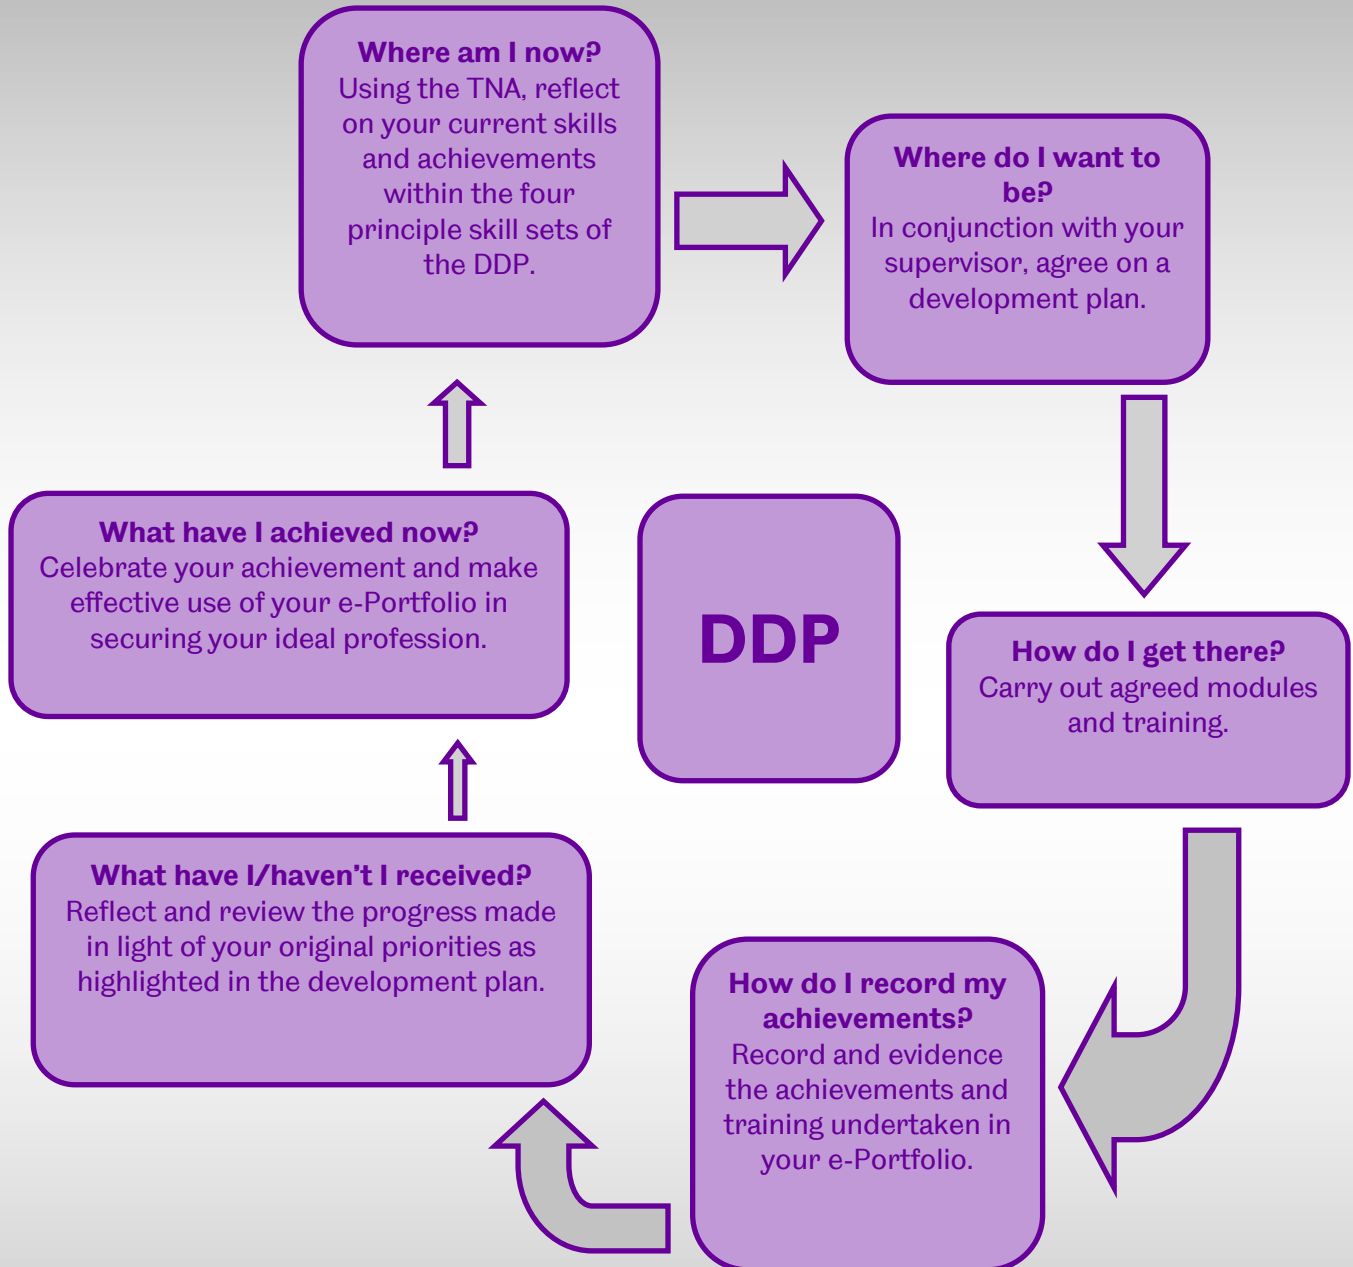 Where am I now?
Using the TNA, reflect
on your current skills
and achievements
within the four
principle skill sets of
the DDP.
Where do I want to
be?
In conjunction with your
supervisor, agree on a
development plan.
How do I get there?
Carry out agreed modules
and training.
How do I record my
achievements?
Record and evidence
the achievements and
training undertaken in
your e-Portfolio.
What have I/haven't I received?
Reflect and review the progress made
in light of your original priorities as
highlighted in the development plan.
What have I achieved now?
Celebrate your achievement and make
effective use of your e-Portfolio in
securing your ideal profession.
DDP